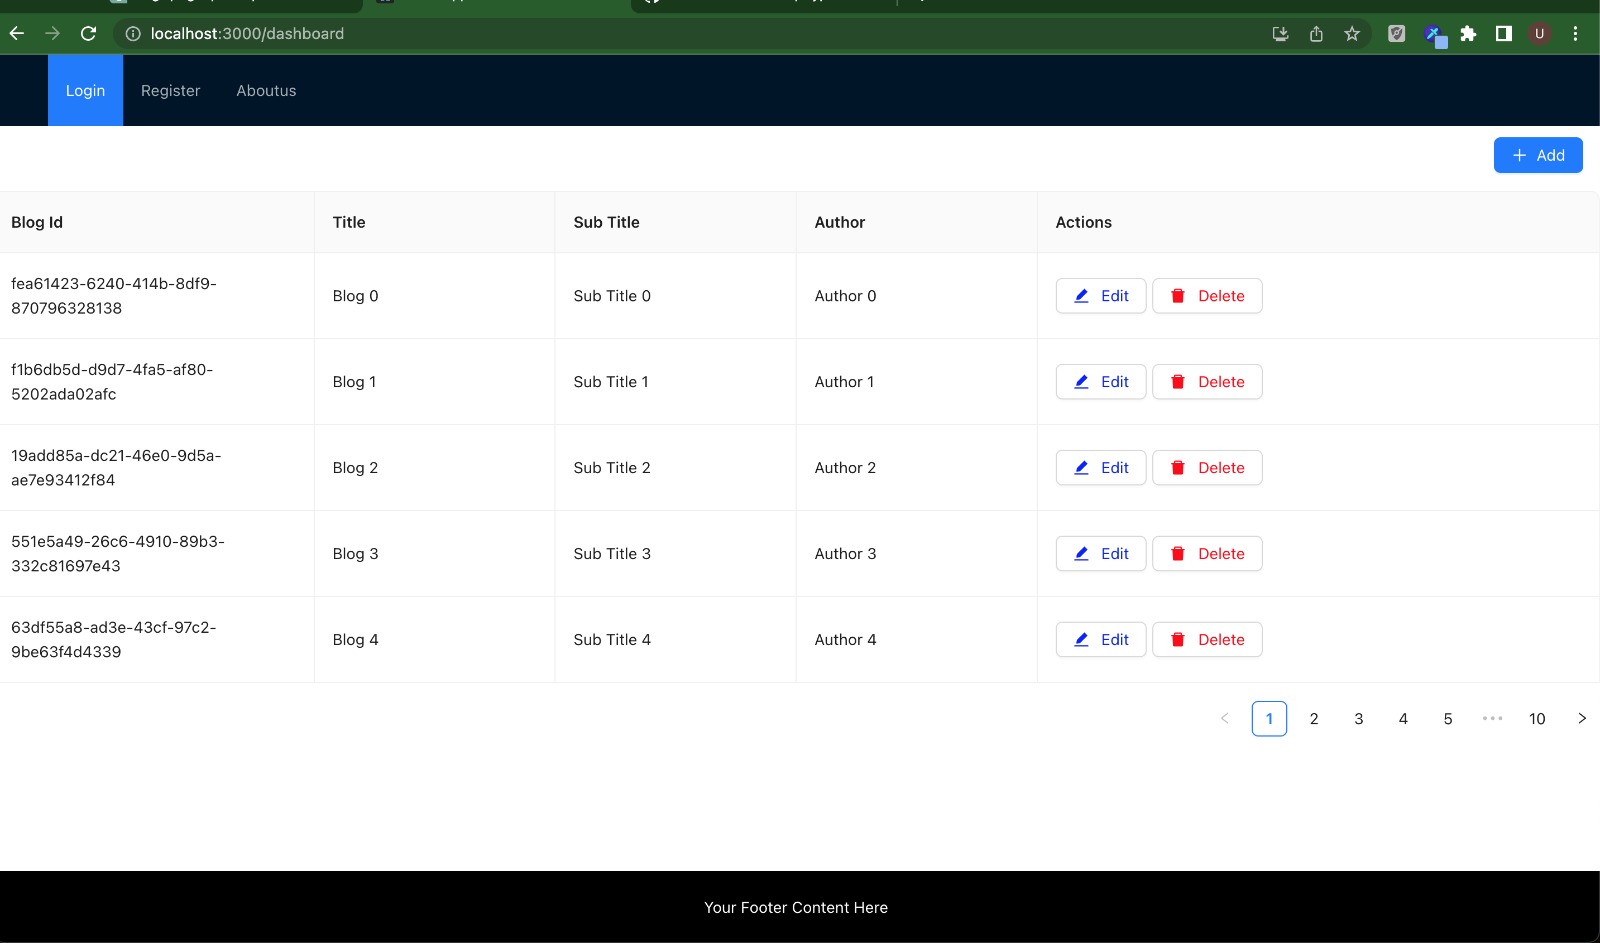 localhost:3000/dashboard
U
Login Register Aboutus
+ Add
Blog Id Title Sub Title Author Actions
fea61423-6240-414b-8df9-
870796328138
Blog 0 Sub Title 0 Author 0 Edit Delete
f1b6db5d-d9d7-4fa5-af80-
5202ada02afc
Blog 1 Sub Title 1 Author 1 Edit Delete
19add85a-dc21-46e0-9d5a-
ae7e93412f84
Blog 2 Sub Title 2 Author 2 Edit Delete
551e5a49-26c6-4910-89b3-
332c81697e43
Blog 3 Sub Title 3 Author 3 Edit Delete
63df55a8-ad3e-43cf-97c2-
9be63f4d4339
Blog 4 Sub Title 4 Author 4 Edit Delete
< 1 2 3 4 5 ••• 10 >
Your Footer Content Here